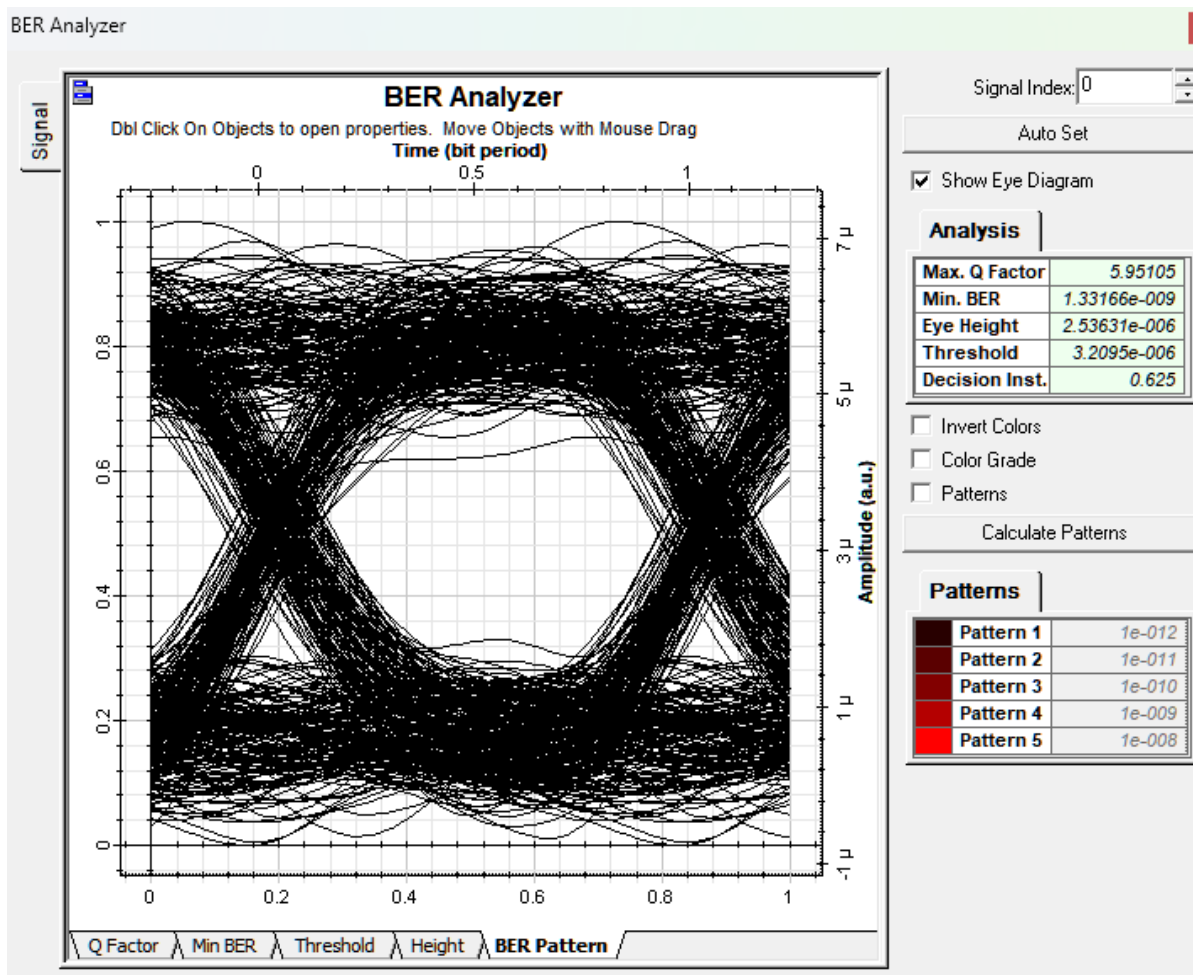 BER Analyzer
Signal
BER Analyzer
Dbl Click On Objects to open properties. Move Objects with Mouse Drag
Time (bit period)
0 0.5 1
1
0.8
0.6
0.4
0.2
0
7 µ
5 µ
3 µ
1 µ
-1 µ
Amplitude (a.u.)
0 0.2 0.4 0.6 0.8 1
Q Factor Min BER Threshold Height BER Pattern
Signal Index: 0
Auto Set
Show Eye Diagram
Analysis
Max. Q Factor 5.95105
Min. BER 1.33166e-009
Eye Height 2.53631e-006
Threshold 3.2095e-006
Decision Inst. 0.625
Invert Colors
Color Grade
Patterns
Calculate Patterns
Patterns
Pattern 1 1e-012
Pattern 2 1e-011
Pattern 3 1e-010
Pattern 4 1e-009
Pattern 5 1e-008